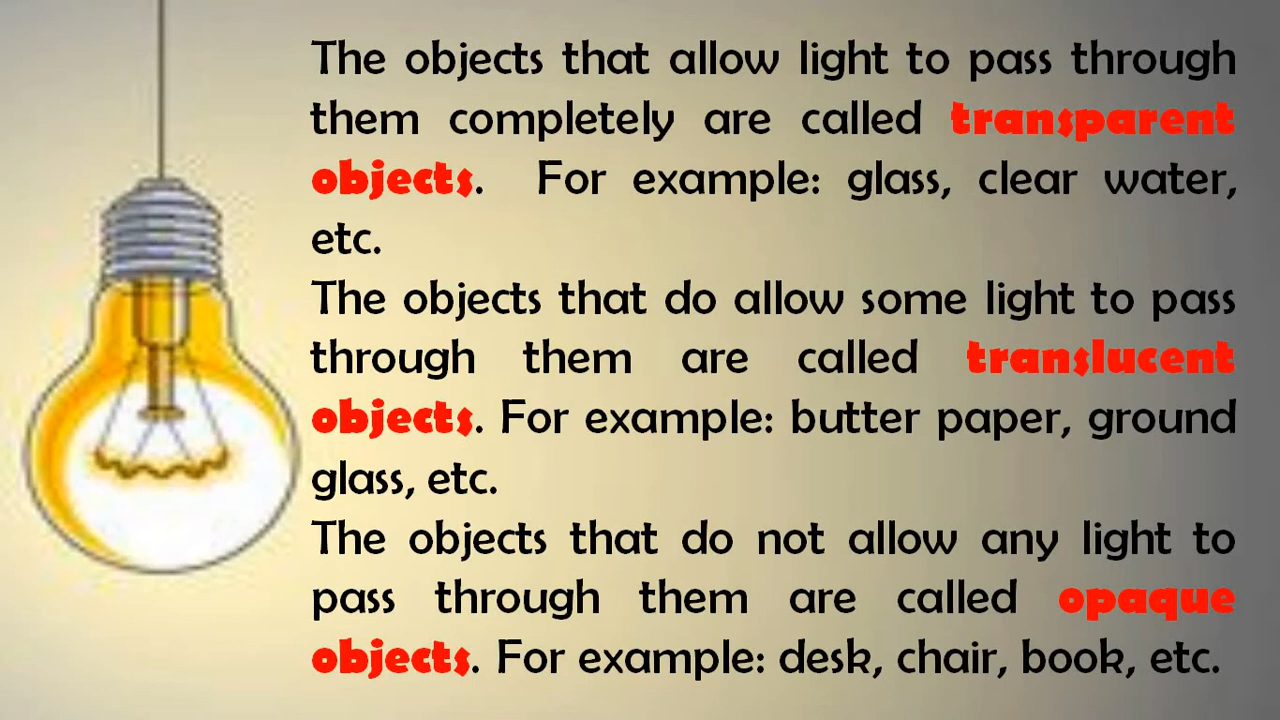 The objects that allow light to pass through
them completely are called transparent
objects. For example: glass, clear water,
etc.
The objects that do allow some light to pass
through them are called translucent
objects. For example: butter paper, ground
glass, etc.
The objects that do not allow any light to
pass through them are called opaque
objects. For example: desk, chair, book, etc.